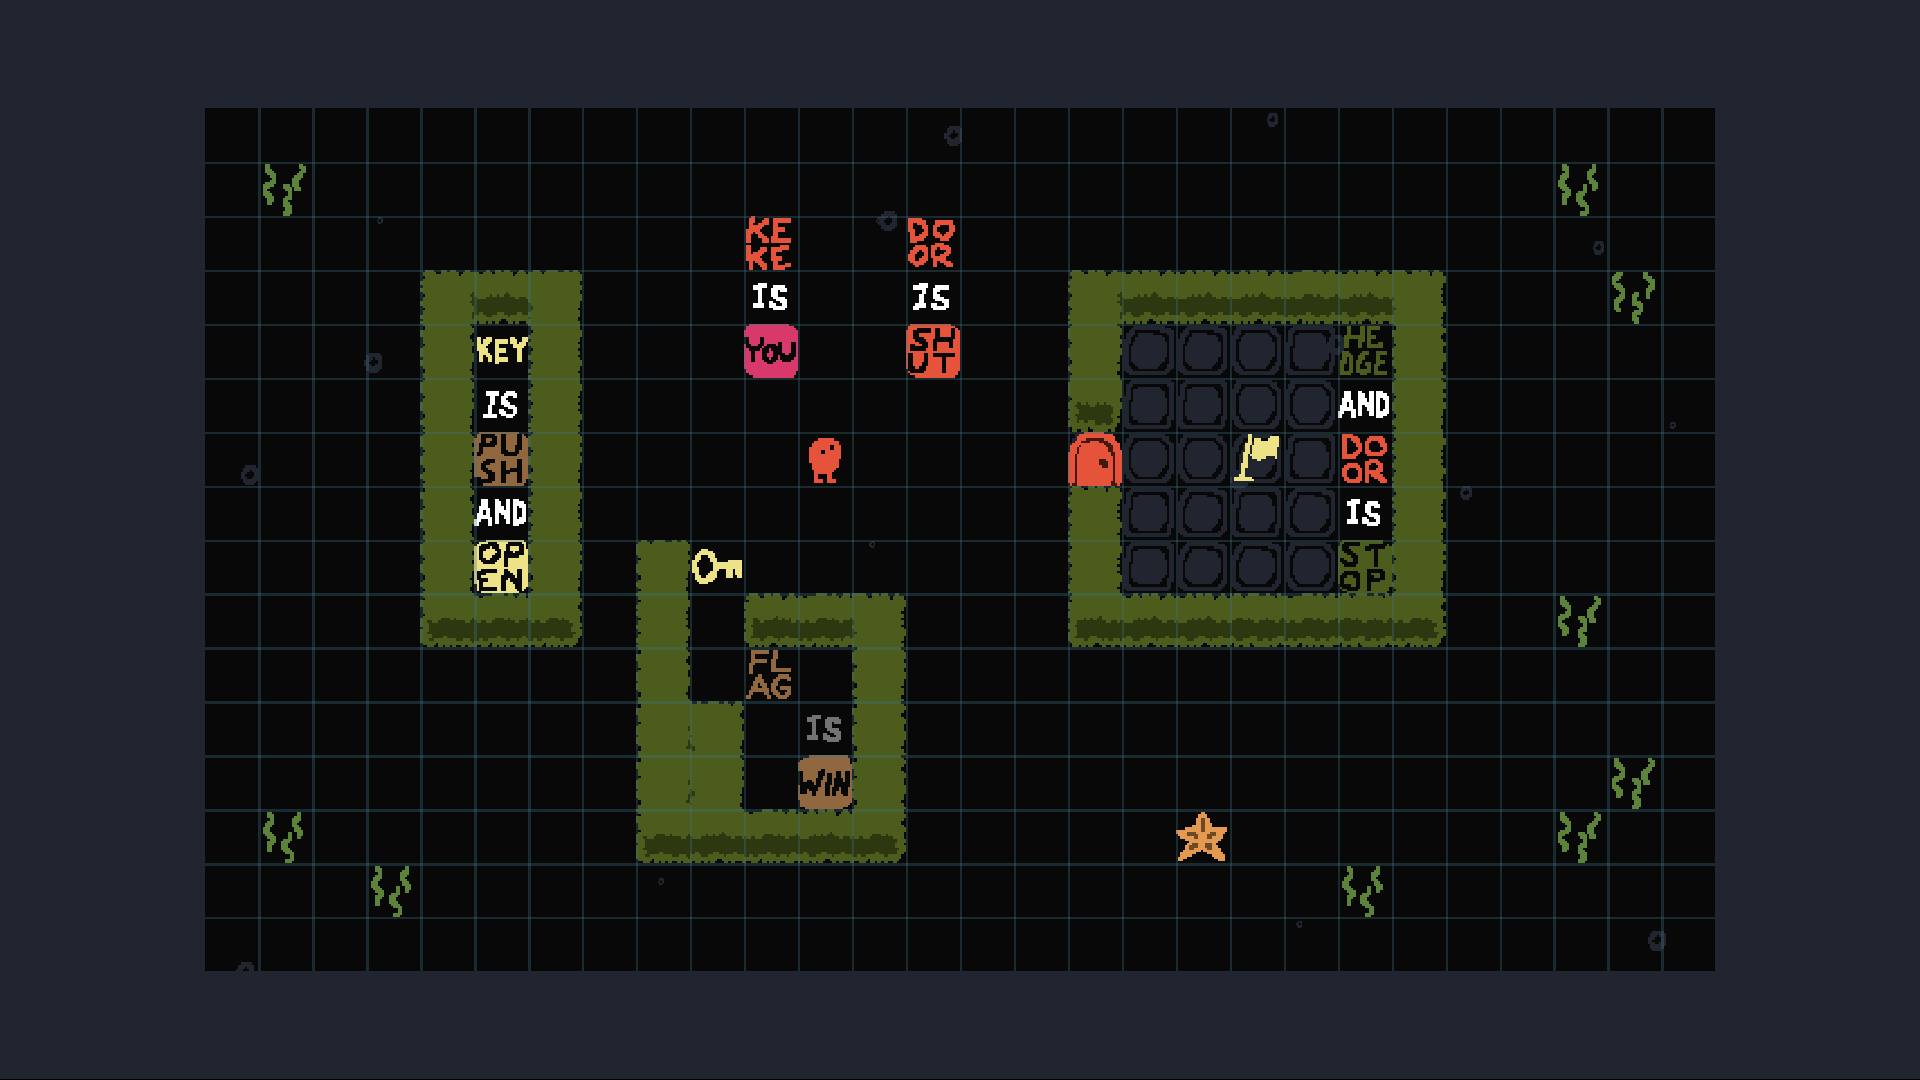 KEKE
IS
YOU
DOOR
IS
SHUT
KEY
IS
PUSH
AND
OPEN
HEDGE
AND
DOOR
IS
STOP
FLAG
IS
WIN